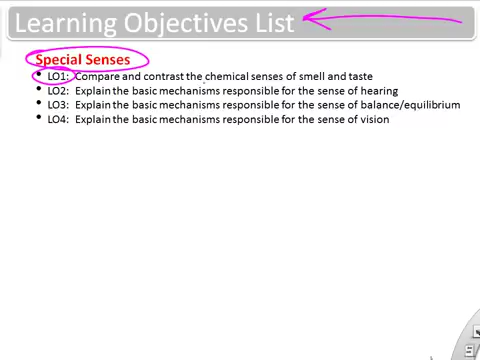 Learning Objectives List
Special Senses
• LO1: Compare and contrast the chemical senses of smell and taste
• LO2: Explain the basic mechanisms responsible for the sense of hearing
• LO3: Explain the basic mechanisms responsible for the sense of balance/equilibrium
• LO4: Explain the basic mechanisms responsible for the sense of vision